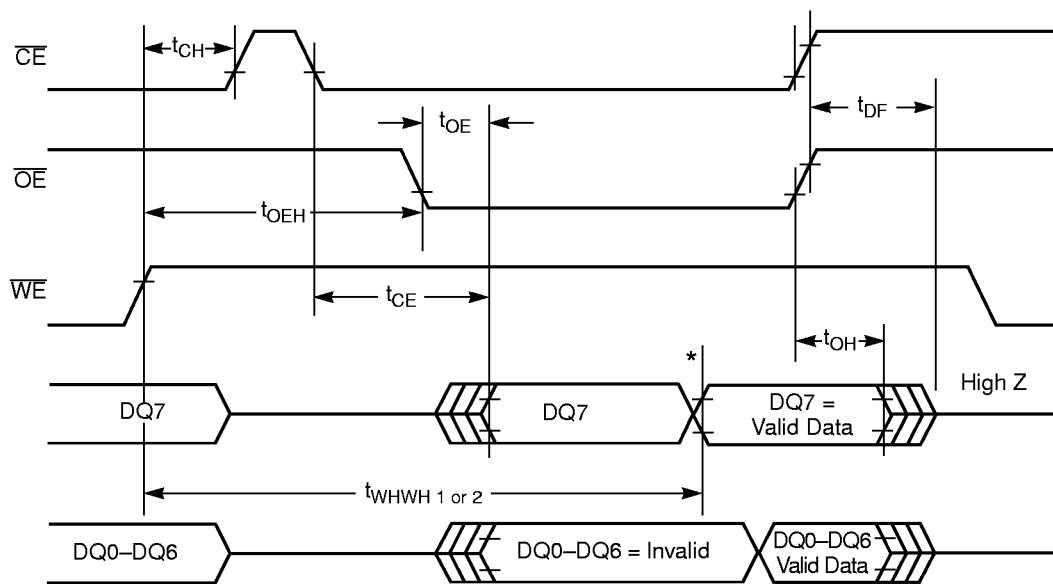 CE
tCH
tDF
tOE
OE
tOEH
WE
tCE
tOH
*
High Z
DQ7
DQ7
DQ7 =
Valid Data
tWHWH 1 or 2
DQ0–DQ6
DQ0–DQ6 = Invalid
DQ0–DQ6
Valid Data